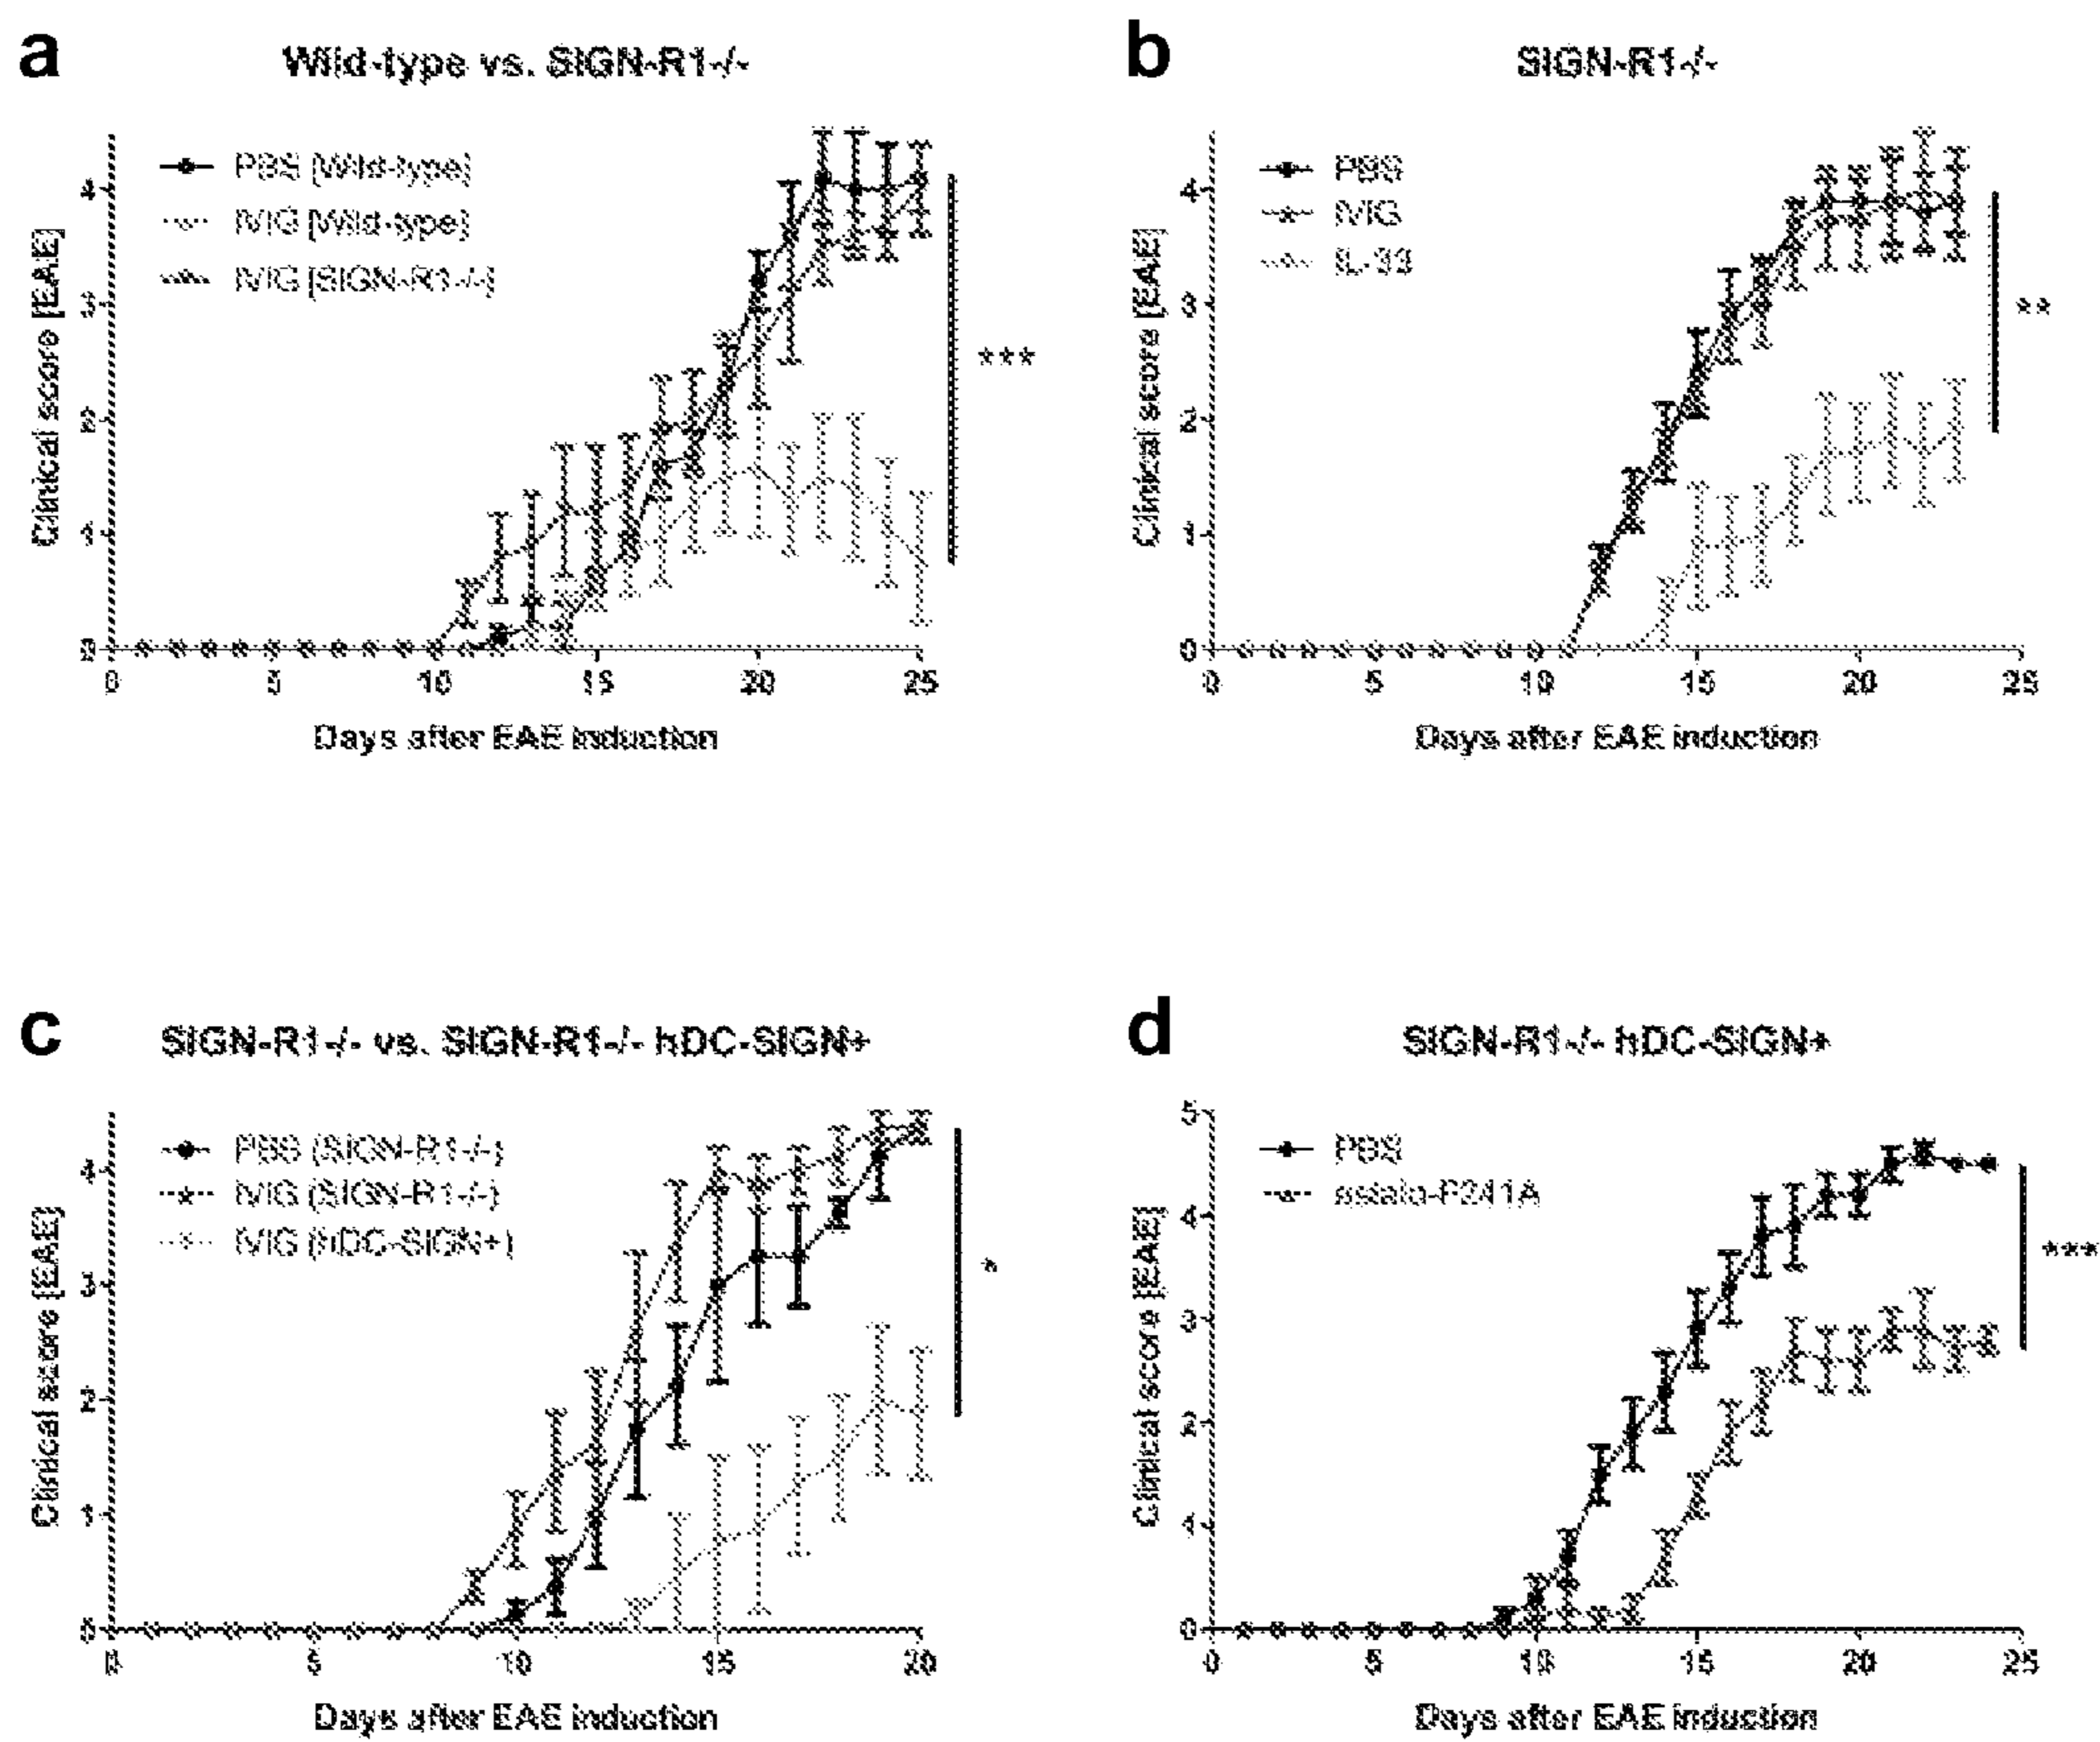 a
Wild-type vs. SIGN-R1-/-
PBS [Wild-type]
IVIG [Wild-type]
IVIG [SIGN-R1-/-]
Clinical score [EAE]
4
3
2
1
0
0 5 10 15 20 25
Days after EAE induction
***
b
SIGN-R1-/-
PBS
IVIG
IL-33
Clinical score [EAE]
4
3
2
1
0
0 5 10 15 20 25
Days after EAE induction
**
c
SIGN-R1-/- vs. SIGN-R1-/- hDC-SIGN+
PBS (SIGN-R1-/-)
IVIG (SIGN-R1-/-)
IVIG (hDC-SIGN+)
Clinical score [EAE]
4
3
2
1
0
0 5 10 15 20
Days after EAE induction
*
d
SIGN-R1-/- hDC-SIGN+
PBS
asialo-F241A
Clinical score [EAE]
5
4
3
2
1
0
0 5 10 15 20 25
Days after EAE induction
***